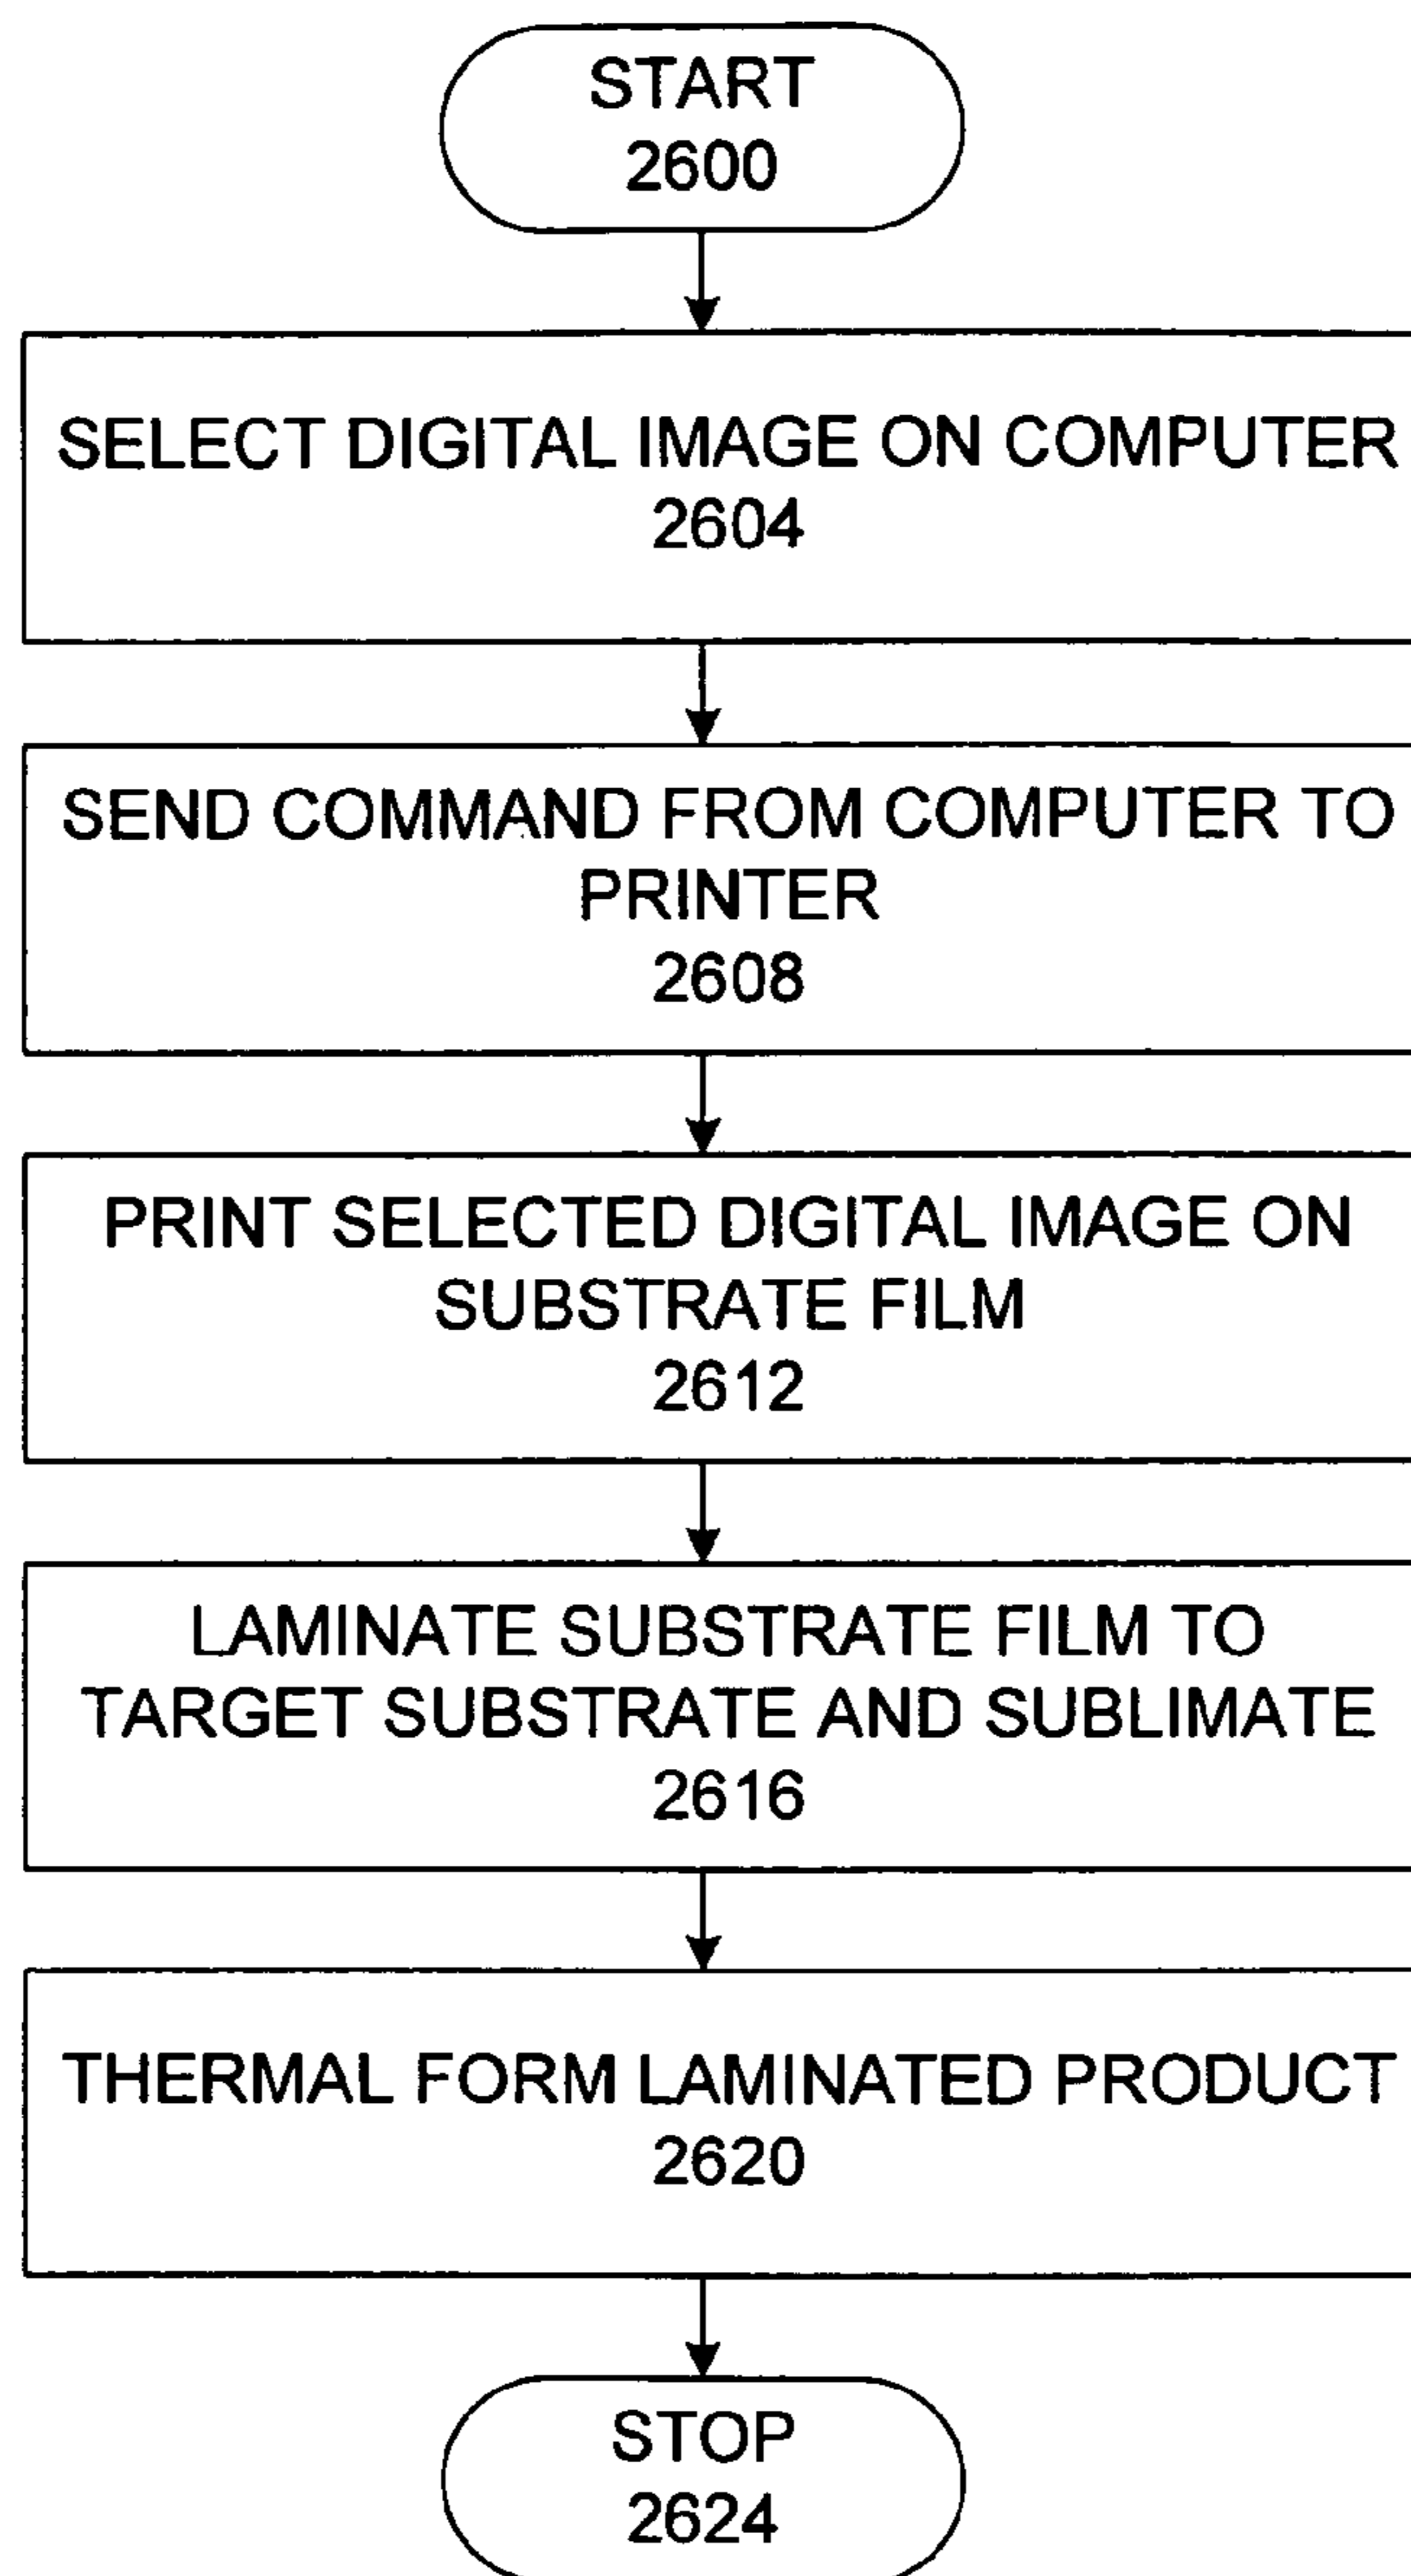 START
2600
SELECT DIGITAL IMAGE ON COMPUTER
2604
SEND COMMAND FROM COMPUTER TO
PRINTER
2608
PRINT SELECTED DIGITAL IMAGE ON
SUBSTRATE FILM
2612
LAMINATE SUBSTRATE FILM TO
TARGET SUBSTRATE AND SUBLIMATE
2616
THERMAL FORM LAMINATED PRODUCT
2620
STOP
2624